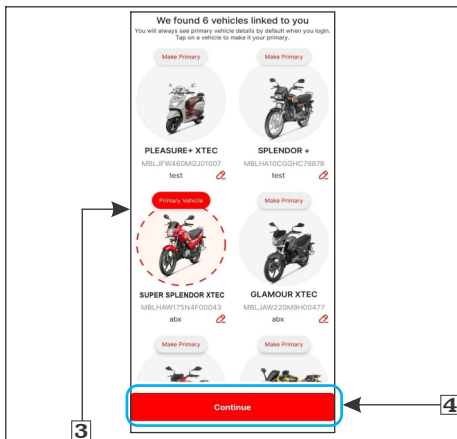 We found 6 vehicles linked to you
You will always see primary vehicle details by default when you login.
Tap on a vehicle to make it your primary.
Make Primary
Make Primary
PLEASURE+ XTEC
SPLENDOR +
MBLJFW460MGJ01007
MBLHA10CGGHC79878
test
test
Primary Vehicle
Make Primary
SUPER SPLENDOR XTEC
GLAMOUR XTEC
MBLHAW175N4F00043
MBLJAW220M9H00477
abx
abx
Make Primary
Make Primary
Continue
3
4